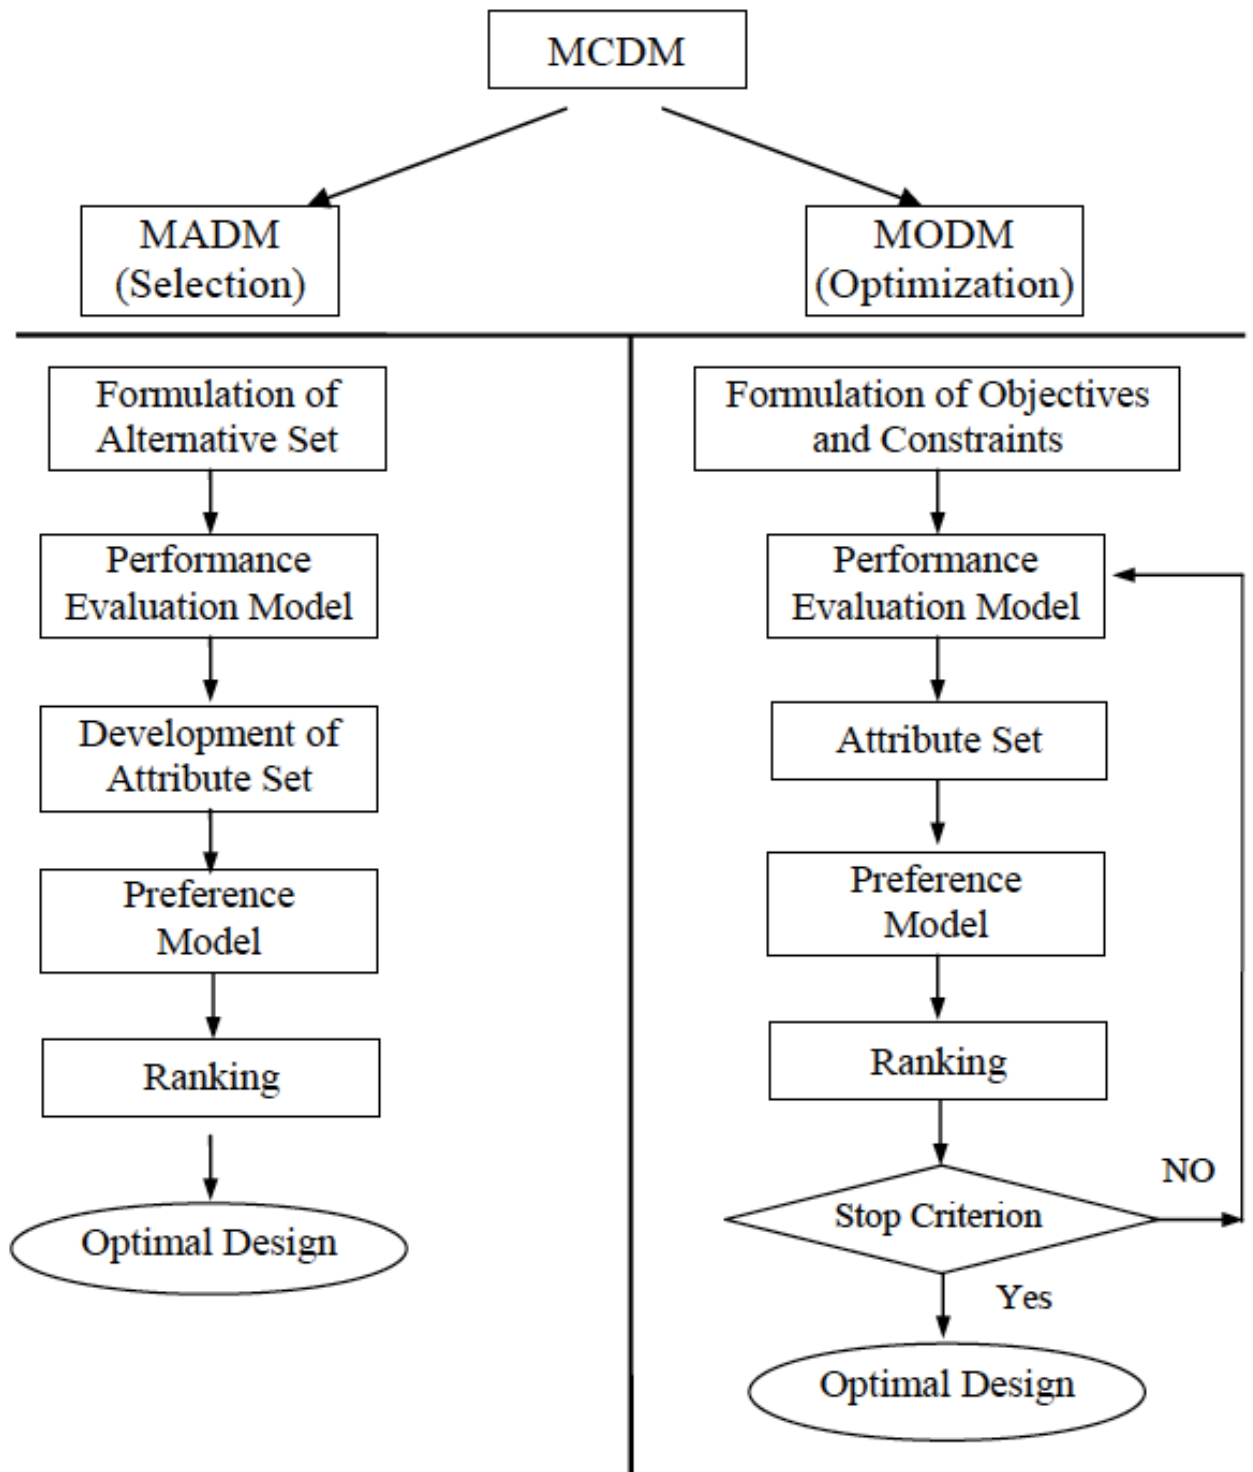 MCDM
MADM
(Selection)
MODM
(Optimization)
Formulation of
Alternative Set
Performance
Evaluation Model
Development of
Attribute Set
Preference
Model
Ranking
Optimal Design
Formulation of Objectives
and Constraints
Performance
Evaluation Model
Attribute Set
Preference
Model
Ranking
Stop Criterion
NO
Yes
Optimal Design